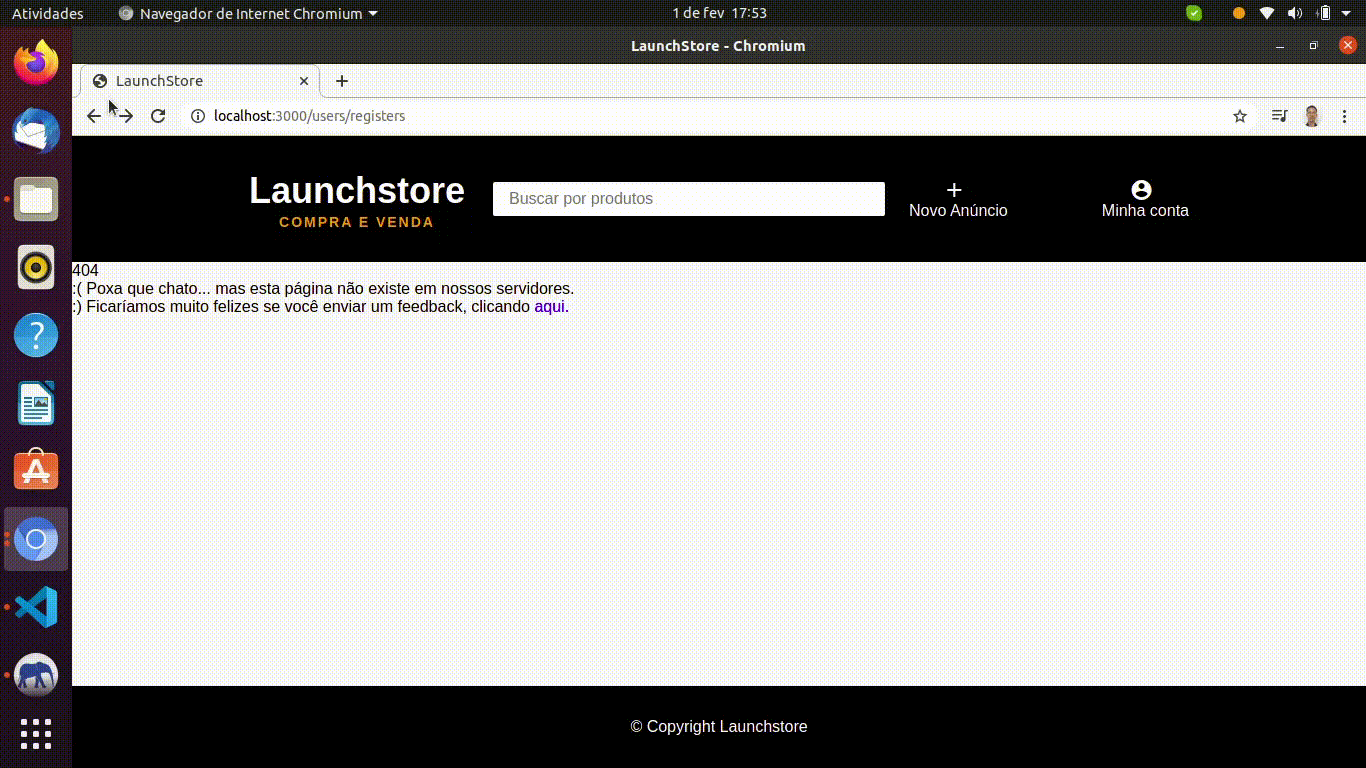 Atividades
Navegador de Internet Chromium
1 de fev 17:53
LaunchStore - Chromium
LaunchStore
localhost:3000/users/registers
Launchstore
COMPRA E VENDA
Buscar por produtos
Novo Anúncio
Minha conta
404
:( Poxa que chato... mas esta página não existe em nossos servidores.
:) Ficaríamos muito felizes se você enviar um feedback, clicando aqui.
© Copyright Launchstore